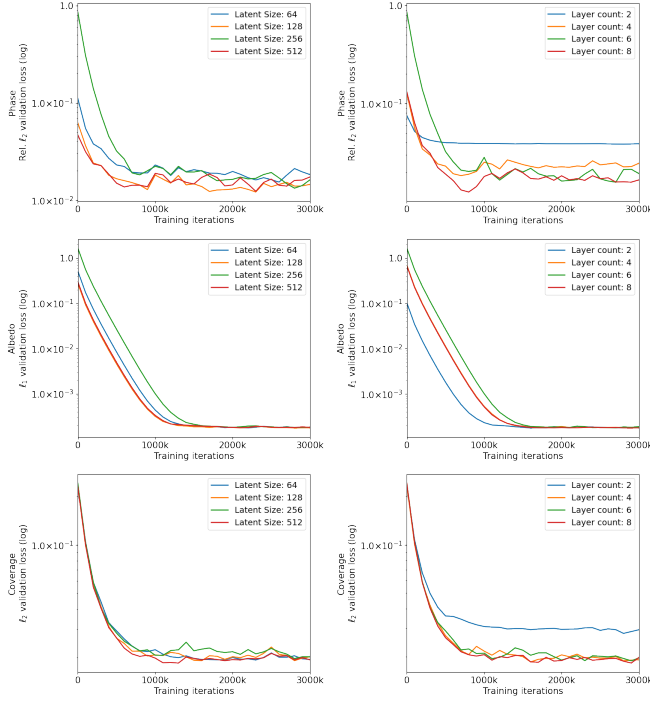 1.0
1.0×10⁻¹
1.0×10⁻²
Phase
Rel. ℓ₂ validation loss (log)
Latent Size: 64
Latent Size: 128
Latent Size: 256
Latent Size: 512
0
1000k
2000k
3000k
Training iterations
1.0
1.0×10⁻¹
1.0×10⁻²
Phase
Rel. ℓ₂ validation loss (log)
Layer count: 2
Layer count: 4
Layer count: 6
Layer count: 8
0
1000k
2000k
3000k
Training iterations
1.0
1.0×10⁻¹
1.0×10⁻²
1.0×10⁻³
Albedo
ℓ₁ validation loss (log)
Latent Size: 64
Latent Size: 128
Latent Size: 256
Latent Size: 512
0
1000k
2000k
3000k
Training iterations
1.0
1.0×10⁻¹
1.0×10⁻²
1.0×10⁻³
Albedo
ℓ₁ validation loss (log)
Layer count: 2
Layer count: 4
Layer count: 6
Layer count: 8
0
1000k
2000k
3000k
Training iterations
1.0×10⁻¹
Coverage
ℓ₂ validation loss (log)
Latent Size: 64
Latent Size: 128
Latent Size: 256
Latent Size: 512
0
1000k
2000k
3000k
Training iterations
1.0×10⁻¹
Coverage
ℓ₂ validation loss (log)
Layer count: 2
Layer count: 4
Layer count: 6
Layer count: 8
0
1000k
2000k
3000k
Training iterations